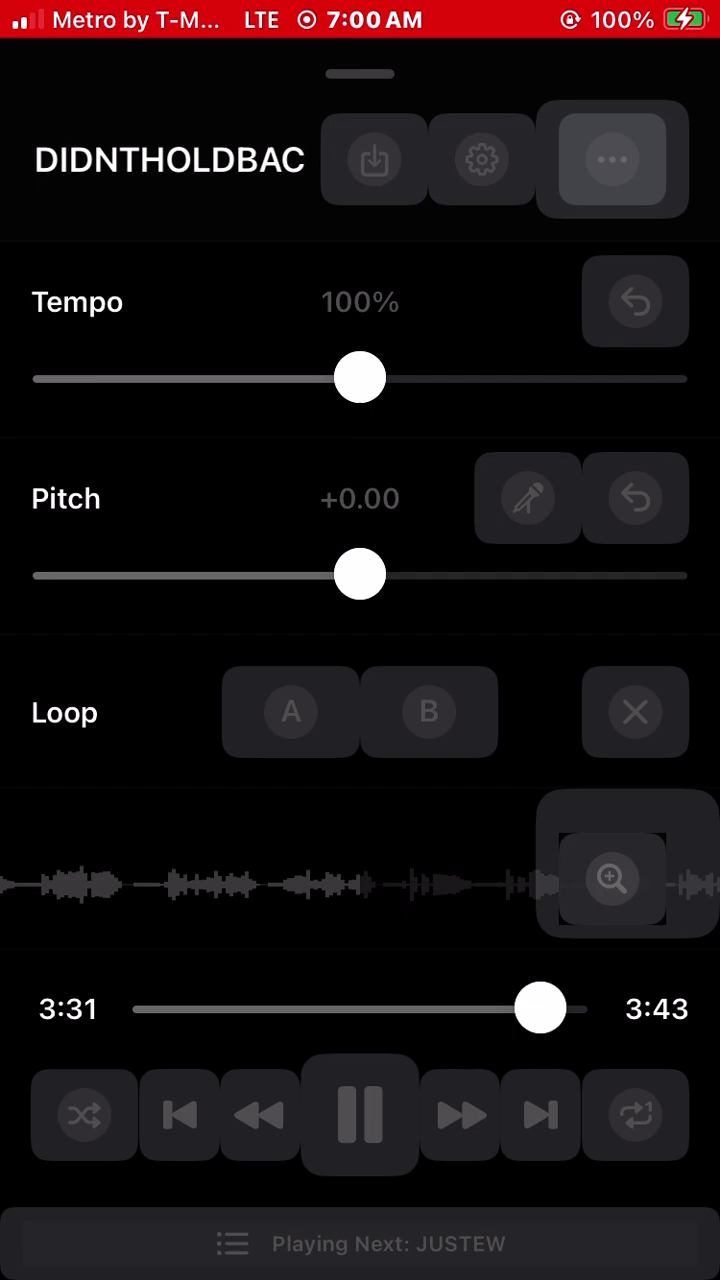 Metro by T-M... LTE 7:00 AM 100%
DIDNTHOLDBAC
Tempo 100%
Pitch +0.00
Loop A B
3:31 3:43
1
Playing Next: JUSTEW